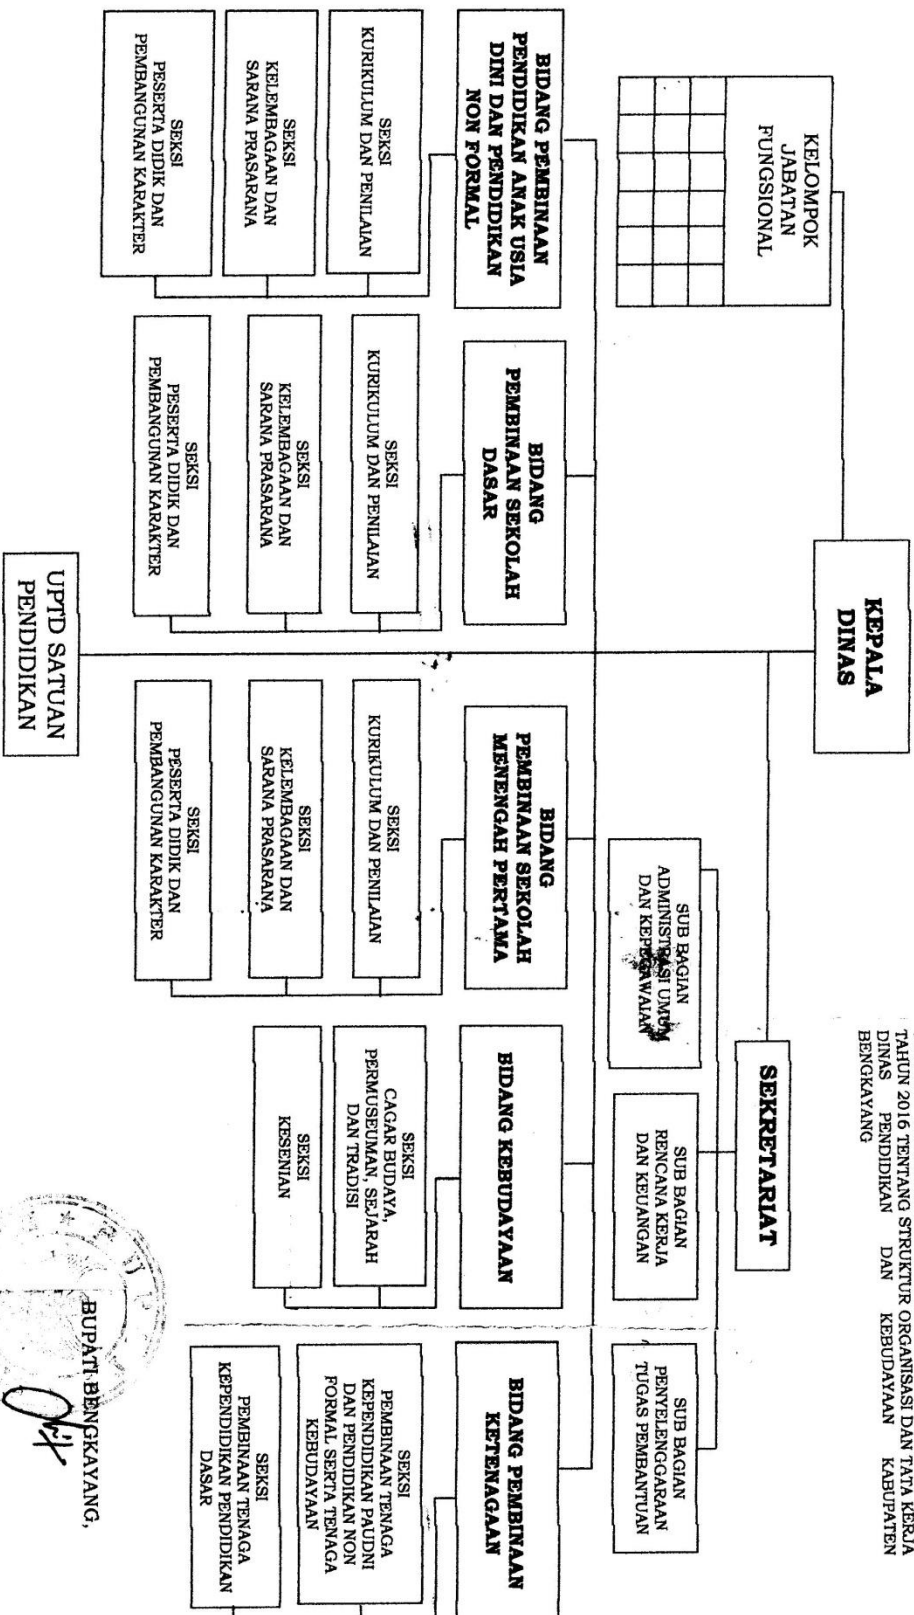 TAHUN 2016 TENTANG STRUKTUR ORGANISASI DAN TATA KERJA
DINAS PENDIDIKAN DAN KEBUDAYAAN KABUPATEN
BENGKAYANG
KEPALA
DINAS
KELOMPOK
JABATAN
FUNGSIONAL
SEKRETARIAT
SUB BAGIAN
ADMINISTRASI UMUM
DAN KEPEGAWAIAN
SUB BAGIAN
RENCANA KERJA
DAN KEUANGAN
SUB BAGIAN
PENYELENGGARAAN
TUGAS PEMBANTUAN
BIDANG PEMBINAAN
PENDIDIKAN ANAK USIA
DINI DAN PENDIDIKAN
NON FORMAL
SEKSI
KURIKULUM DAN PENILAIAN
SEKSI
KELEMBAGAAN DAN
SARANA PRASARANA
SEKSI
PESERTA DIDIK DAN
PEMBANGUNAN KARAKTER
BIDANG
PEMBINAAN SEKOLAH
DASAR
SEKSI
KURIKULUM DAN PENILAIAN
SEKSI
KELEMBAGAAN DAN
SARANA PRASARANA
SEKSI
PESERTA DIDIK DAN
PEMBANGUNAN KARAKTER
BIDANG
PEMBINAAN SEKOLAH
MENENGAH PERTAMA
SEKSI
KURIKULUM DAN PENILAIAN
SEKSI
KELEMBAGAAN DAN
SARANA PRASARANA
SEKSI
PESERTA DIDIK DAN
PEMBANGUNAN KARAKTER
BIDANG KEBUDAYAAN
SEKSI
CAGAR BUDAYA,
PERMUSEUMAN, SEJARAH
DAN TRADISI
SEKSI
KESENIAN
BIDANG PEMBINAAN
KETENAGAAN
SEKSI
PEMBINAAN TENAGA
KEPENDIDIKAN PAUDNI
DAN PENDIDIKAN NON
FORMAL SERTA TENAGA
KEBUDAYAAN
SEKSI
PEMBINAAN TENAGA
KEPENDIDIKAN PENDIDIKAN
DASAR
UPTD SATUAN
PENDIDIKAN
BUPATI BENGKAYANG,